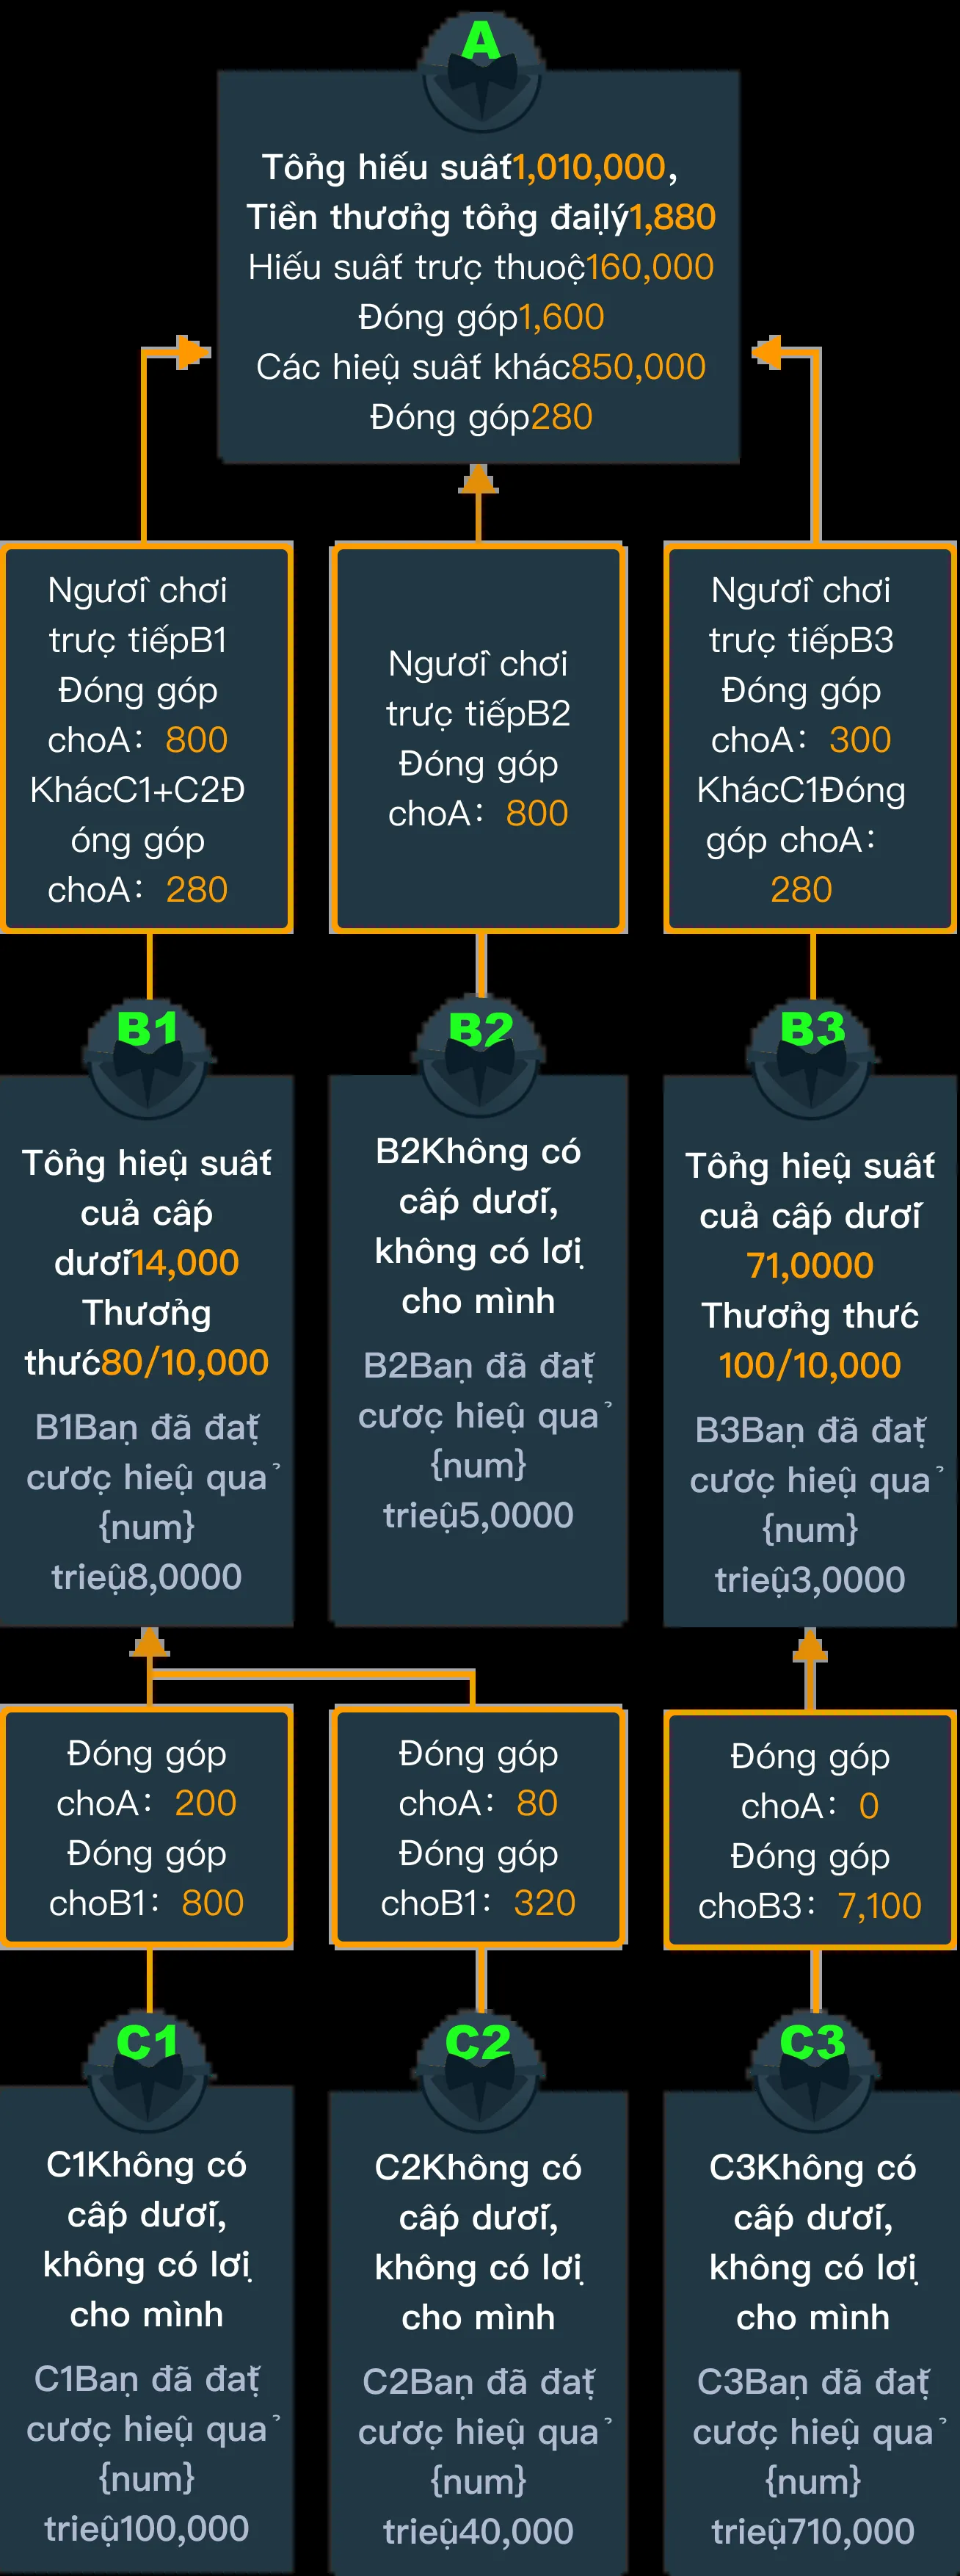 A
Tổng hiếu suất1,010,000,
Tiền thưởng tổng đaịlý1,880
Hiếu suất trực thuộc160,000
Đóng góp1,600
Các hiệu suất khác850,000
Đóng góp280
Người chơi
trực tiếpB1
Đóng góp
choA: 800
KhácC1+C2Đ
óng góp
choA: 280
Người chơi
trực tiếpB2
Đóng góp
choA: 800
Người chơi
trực tiếpB3
Đóng góp
choA: 300
KhácC1Đóng
góp choA:
280
B1
Tổng hiệu suất
cuả cấp
dưới14,000
Thưởng
thức80/10,000
B1Bạn đã đặt
cược hiệu quả
{num}
triệu8,0000
B2
B2Không có
cấp dưới,
không có lợi
cho mình
B2Bạn đã đặt
cược hiệu quả
{num}
triệu5,0000
B3
Tổng hiệu suất
cuả cấp dưới
71,0000
Thưởng thức
100/10,000
B3Bạn đã đặt
cược hiệu quả
{num}
triệu3,0000
Đóng góp
choA: 200
Đóng góp
choB1: 800
Đóng góp
choA: 80
Đóng góp
choB1: 320
Đóng góp
choA: 0
Đóng góp
choB3: 7,100
C1
C1Không có
cấp dưới,
không có lợi
cho mình
C1Bạn đã đặt
cược hiệu quả
{num}
triệu100,000
C2
C2Không có
cấp dưới,
không có lợi
cho mình
C2Bạn đã đặt
cược hiệu quả
{num}
triệu40,000
C3
C3Không có
cấp dưới,
không có lợi
cho mình
C3Bạn đã đặt
cược hiệu quả
{num}
triệu710,000